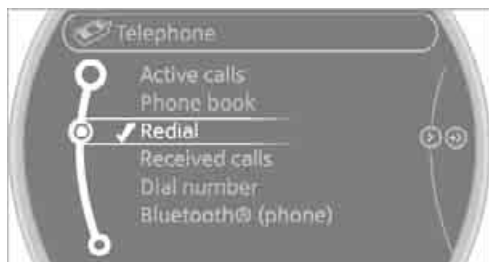 Telephone
Active calls
Phone book
Redial
Received calls
Dial number
Bluetooth® (phone)